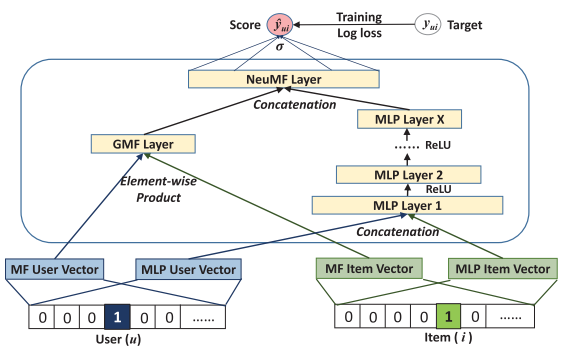 Score ŷui Training yui Target
Log loss
σ
NeuMF Layer
Concatenation
MLP Layer X
GMF Layer
...... ReLU
Element-wise
Product
MLP Layer 2
ReLU
MLP Layer 1
Concatenation
MF User Vector MLP User Vector MF Item Vector MLP Item Vector
0 0 0 1 0 0 ...... 0 0 0 0 1 0 ......
User (u) Item ( i )